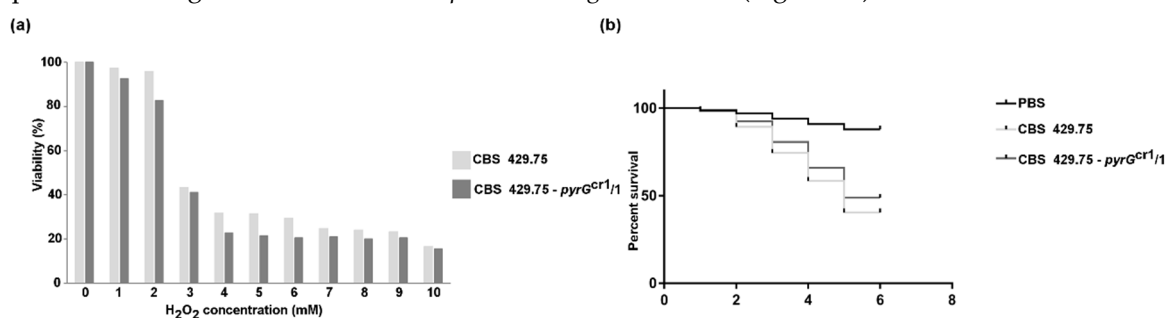 (a)
(b)
100
80
60
40
20
0
Viability (%)
0 1 2 3 4 5 6 7 8 9 10
H2O2 concentration (mM)
CBS 429.75
CBS 429.75 - pyrGcr1/1
100
50
0
Percent survival
0 2 4 6 8
PBS
CBS 429.75
CBS 429.75 - pyrGcr1/1